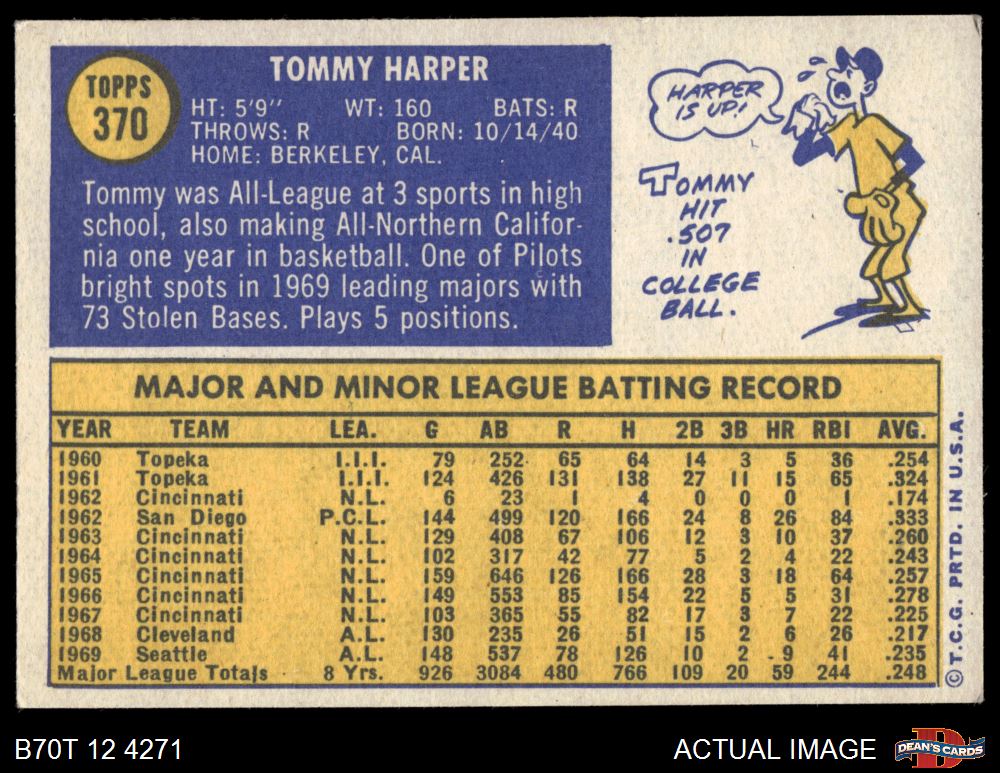 TOPPS
370
TOMMY HARPER
HT: 5'9" WT: 160 BATS: R
THROWS: R BORN: 10/14/40
HOME: BERKELEY, CAL.
Tommy was All-League at 3 sports in high
school, also making All-Northern Califor-
nia one year in basketball. One of Pilots
bright spots in 1969 leading majors with
73 Stolen Bases. Plays 5 positions.
HARPER
IS UP!
TOMMY
HIT
.507
IN
COLLEGE
BALL.
MAJOR AND MINOR LEAGUE BATTING RECORD
YEAR TEAM LEA. G AB R H 2B 3B HR RBI AVG.
1960 Topeka I.I.I. 79 252 65 64 14 3 5 36 .254
1961 Topeka I.I.I. 124 426 131 138 27 11 15 65 .324
1962 Cincinnati N.L. 6 23 1 4 0 0 0 1 .174
1962 San Diego P.C.L. 144 499 120 166 24 8 26 84 .333
1963 Cincinnati N.L. 129 408 67 106 12 3 10 37 .260
1964 Cincinnati N.L. 102 317 42 77 5 2 4 22 .243
1965 Cincinnati N.L. 159 646 126 166 28 3 18 64 .257
1966 Cincinnati N.L. 149 553 85 154 22 5 5 31 .278
1967 Cincinnati N.L. 103 365 55 82 17 3 7 22 .225
1968 Cleveland A.L. 130 235 26 51 15 2 6 26 .217
1969 Seattle A.L. 148 537 78 126 10 2 9 41 .235
Major League Totals 8 Yrs. 926 3084 480 766 109 20 59 244 .248
© T.C.G. PRTD. IN U.S.A.
B70T 12 4271
ACTUAL IMAGE
D
DEAN'S CARDS